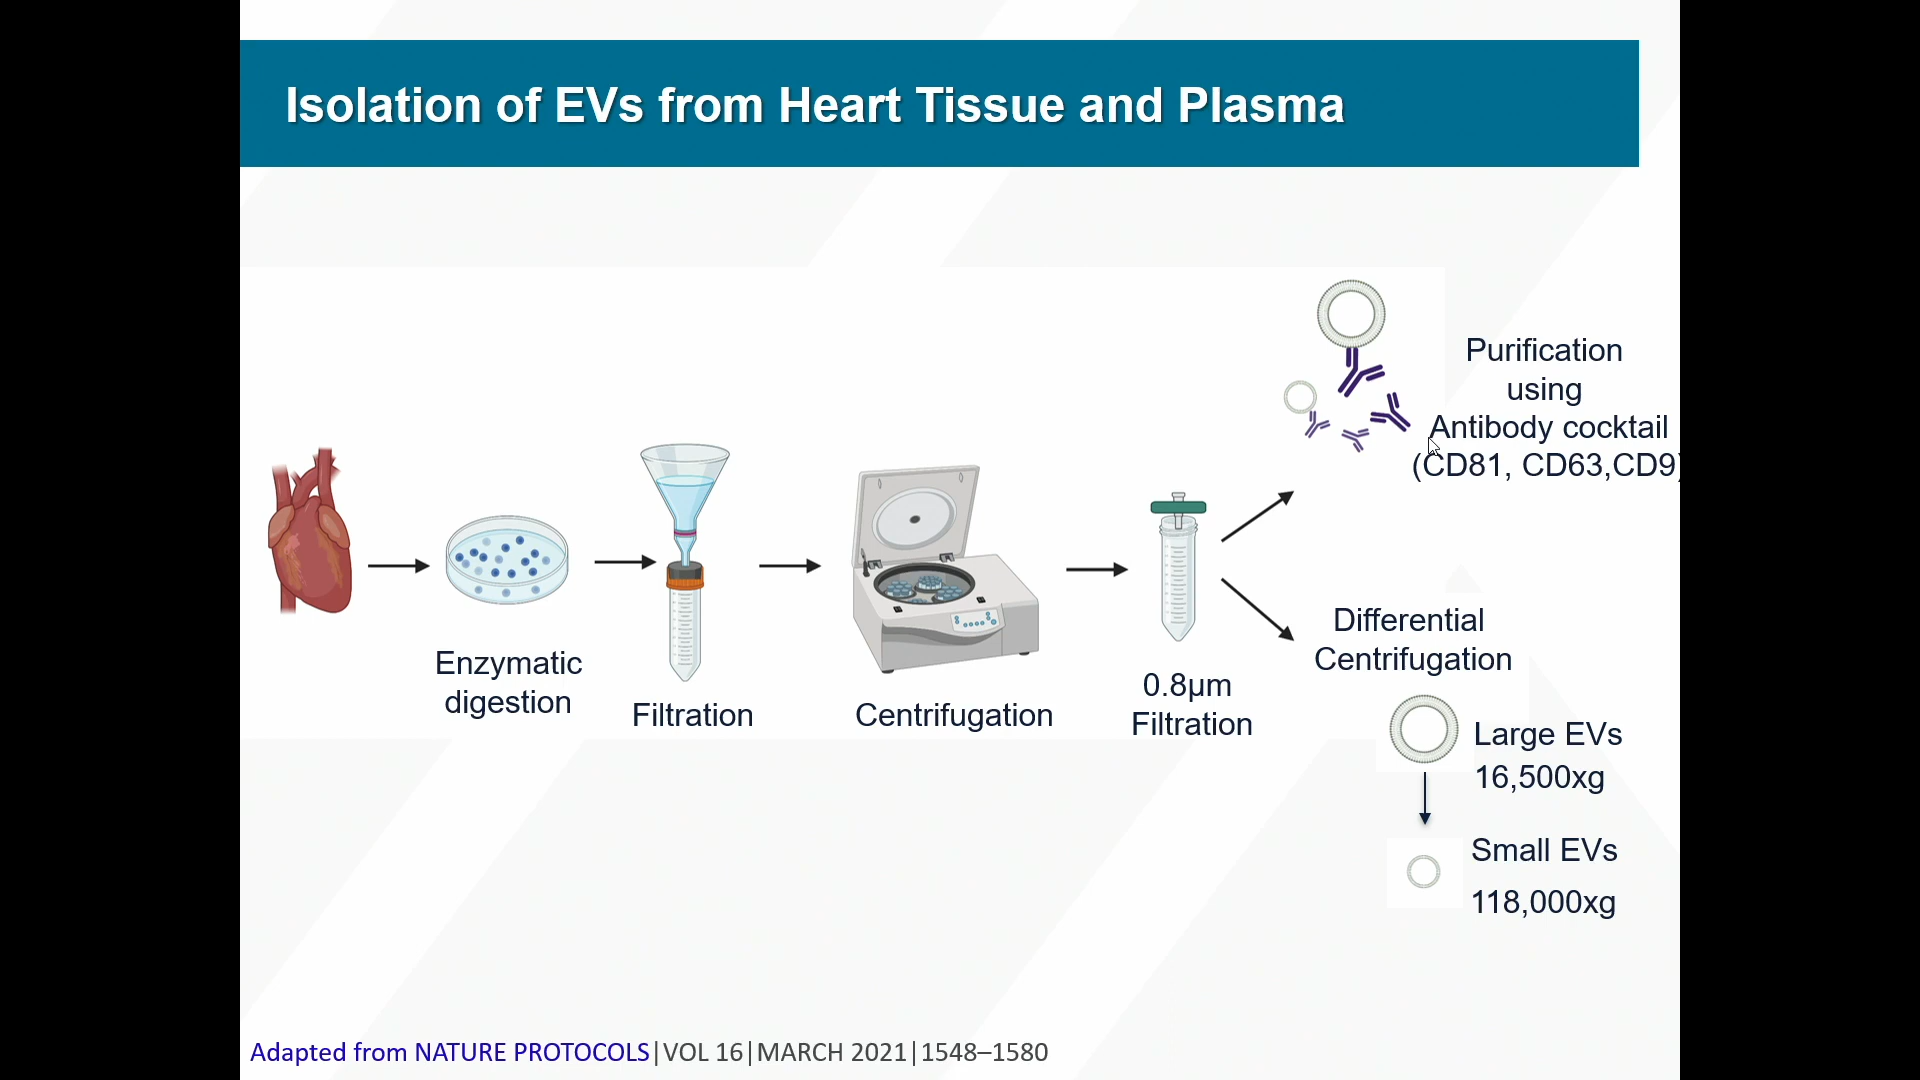 Isolation of EVs from Heart Tissue and Plasma
Purification
using
Antibody cocktail
(CD81, CD63,CD9)
Enzymatic
digestion
Filtration
Centrifugation
0.8µm
Filtration
Differential
Centrifugation
Large EVs
16,500xg
Small EVs
118,000xg
Adapted from NATURE PROTOCOLS|VOL 16|MARCH 2021|1548–1580